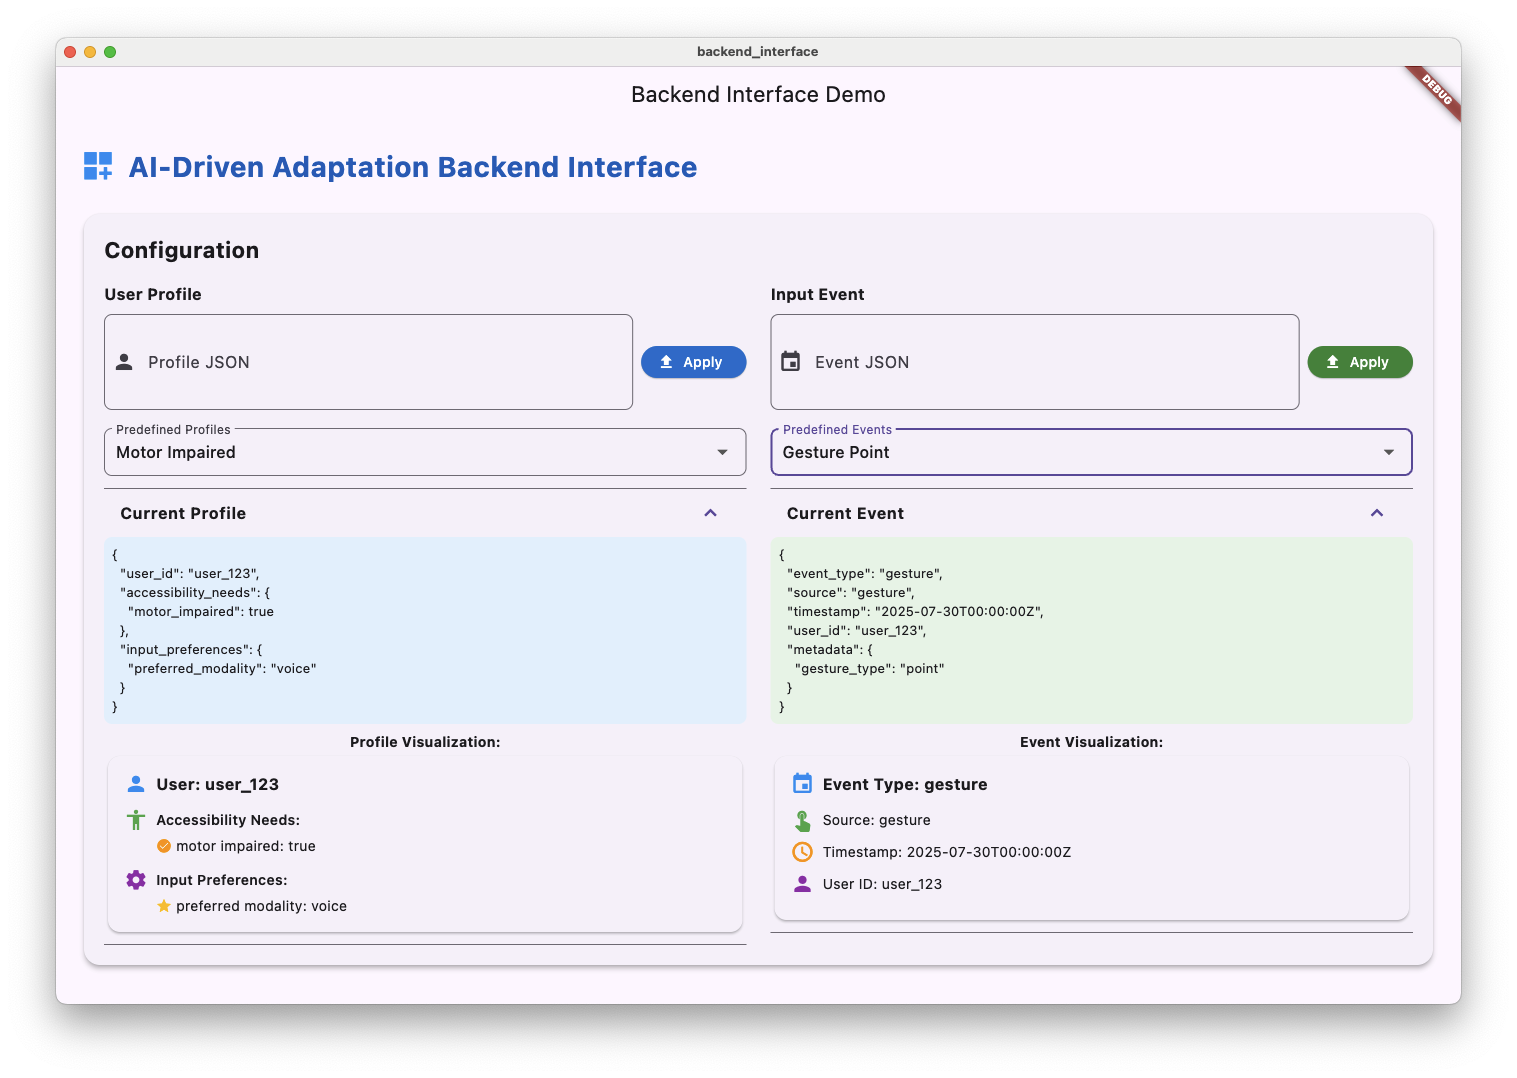 backend_interface
DEBUG
Backend Interface Demo
AI-Driven Adaptation Backend Interface
Configuration
User Profile
Profile JSON
Apply
Predefined Profiles
Motor Impaired
Current Profile
{
"user_id": "user_123",
"accessibility_needs": {
"motor_impaired": true
},
"input_preferences": {
"preferred_modality": "voice"
}
}
Profile Visualization:
User: user_123
Accessibility Needs:
motor impaired: true
Input Preferences:
preferred modality: voice
Input Event
Event JSON
Apply
Predefined Events
Gesture Point
Current Event
{
"event_type": "gesture",
"source": "gesture",
"timestamp": "2025-07-30T00:00:00Z",
"user_id": "user_123",
"metadata": {
"gesture_type": "point"
}
}
Event Visualization:
Event Type: gesture
Source: gesture
Timestamp: 2025-07-30T00:00:00Z
User ID: user_123